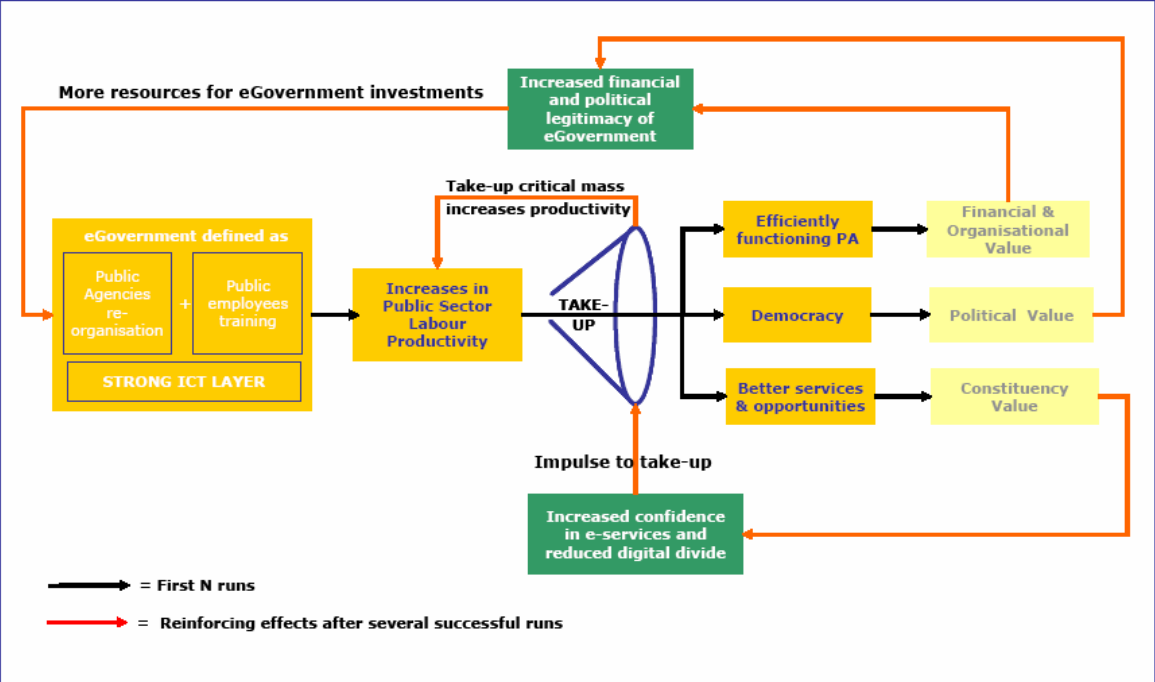 More resources for eGovernment investments
Increased financial
and political
legitimacy of
eGovernment
Take-up critical mass
increases productivity
eGovernment defined as
Public
Agencies
re-
organisation
+
Public
employees
training
STRONG ICT LAYER
Increases in
Public Sector
Labour
Productivity
TAKE-
UP
Efficiently
functioning PA
Financial &
Organisational
Value
Democracy
Political Value
Better services
& opportunities
Constituency
Value
Impulse to take-up
Increased confidence
in e-services and
reduced digital divide
= First N runs
= Reinforcing effects after several successful runs